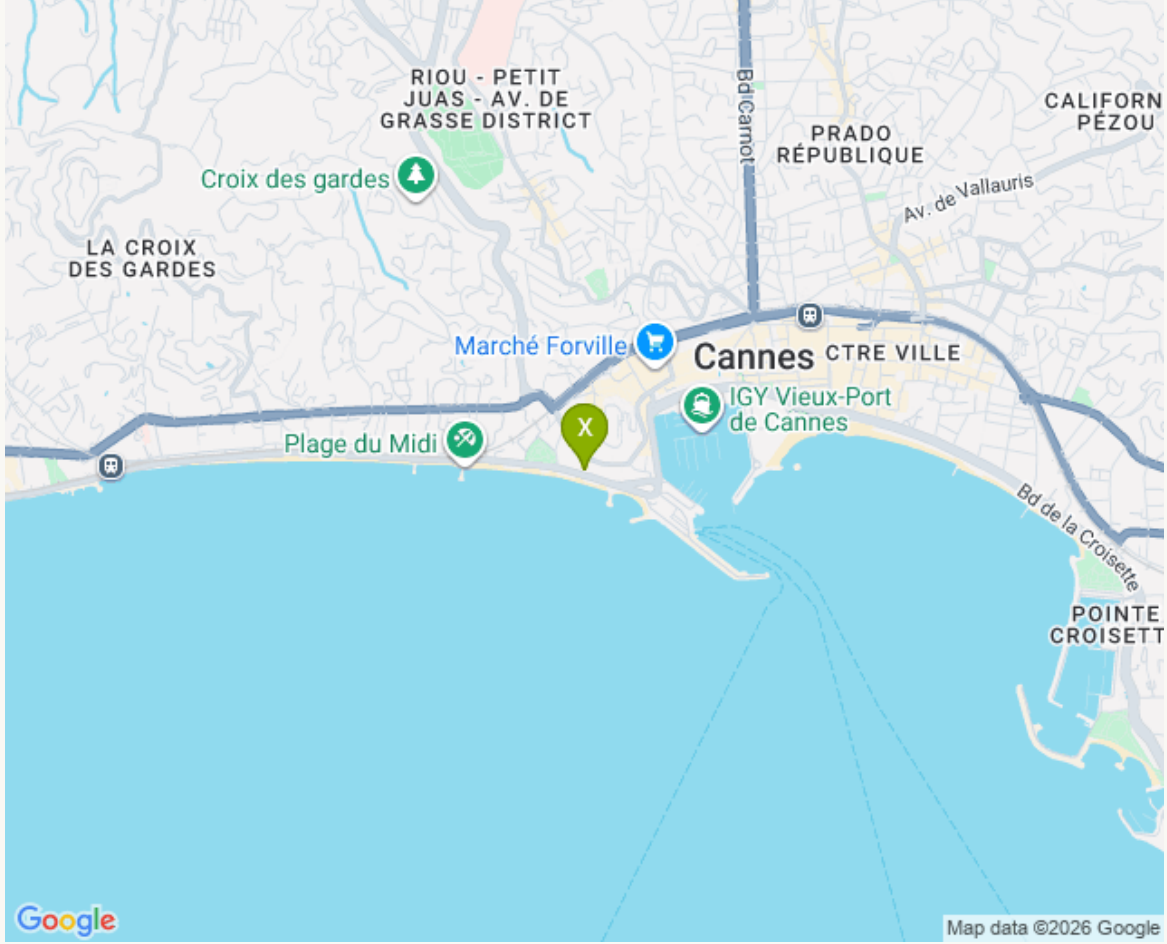 RIOU - PETIT
JUAS - AV. DE
GRASSE DISTRICT
Bd Carnot
CALIFORN
PÉZOU
PRADO
RÉPUBLIQUE
Croix des gardes
Av. de Vallauris
LA CROIX
DES GARDES
Marché Forville
Cannes
CTRE VILLE
IGY Vieux-Port
de Cannes
X
Plage du Midi
Bd de la Croisette
POINTE
CROISETT
Google
Map data ©2026 Google